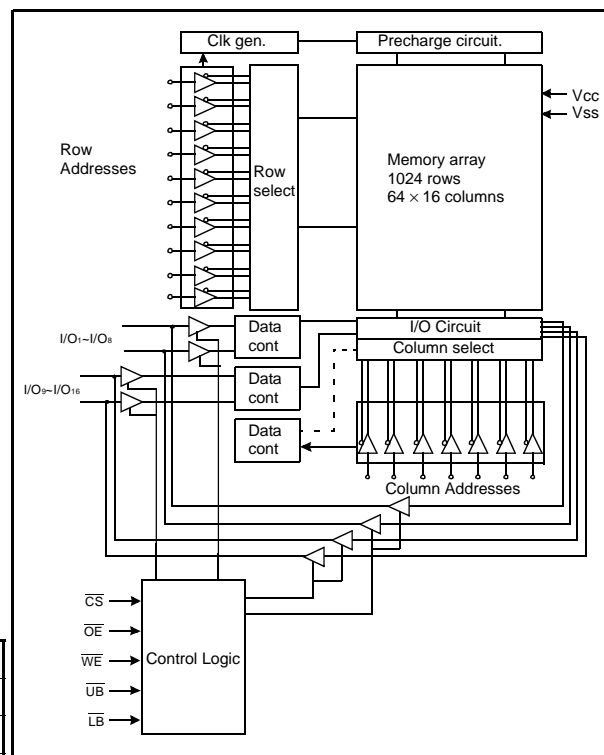 Clk gen.
Precharge circuit.
Vcc
Vss
Row
Addresses
Row
select
Memory array
1024 rows
64 × 16 columns
I/O1~I/O8
Data
cont
I/O Circuit
Column select
I/O9~I/O16
Data
cont
Data
cont
Column Addresses
CS
OE
WE
UB
LB
Control Logic